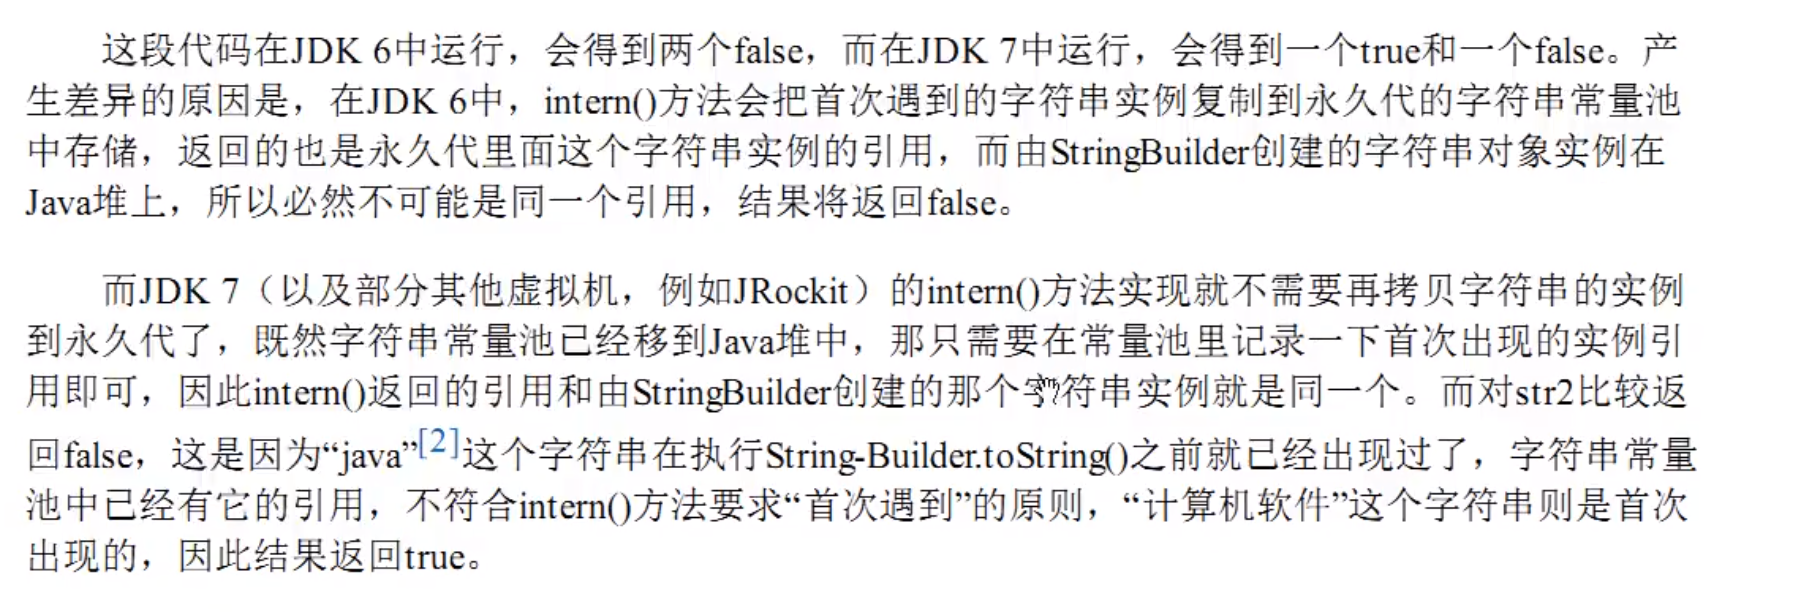 这段代码在JDK 6中运行，会得到两个false，而在JDK 7中运行，会得到一个true和一个false。产
生差异的原因是，在JDK 6中，intern()方法会把首次遇到的字符串实例复制到永久代的字符串常量池
中存储，返回的也是永久代里面这个字符串实例的引用，而由StringBuilder创建的字符串对象实例在
Java堆上，所以必然不可能是同一个引用，结果将返回false。
而JDK 7（以及部分其他虚拟机，例如JRockit）的intern()方法实现就不需要再拷贝字符串的实例
到永久代了，既然字符串常量池已经移到Java堆中，那只需要在常量池里记录一下首次出现的实例引
用即可，因此intern()返回的引用和由StringBuilder创建的那个字符串实例就是同一个。而对str2比较返
回false，这是因为“java”[2]这个字符串在执行String-Builder.toString()之前就已经出现过了，字符串常量
池中已经有它的引用，不符合intern()方法要求“首次遇到”的原则，“计算机软件”这个字符串则是首次
出现的，因此结果返回true。